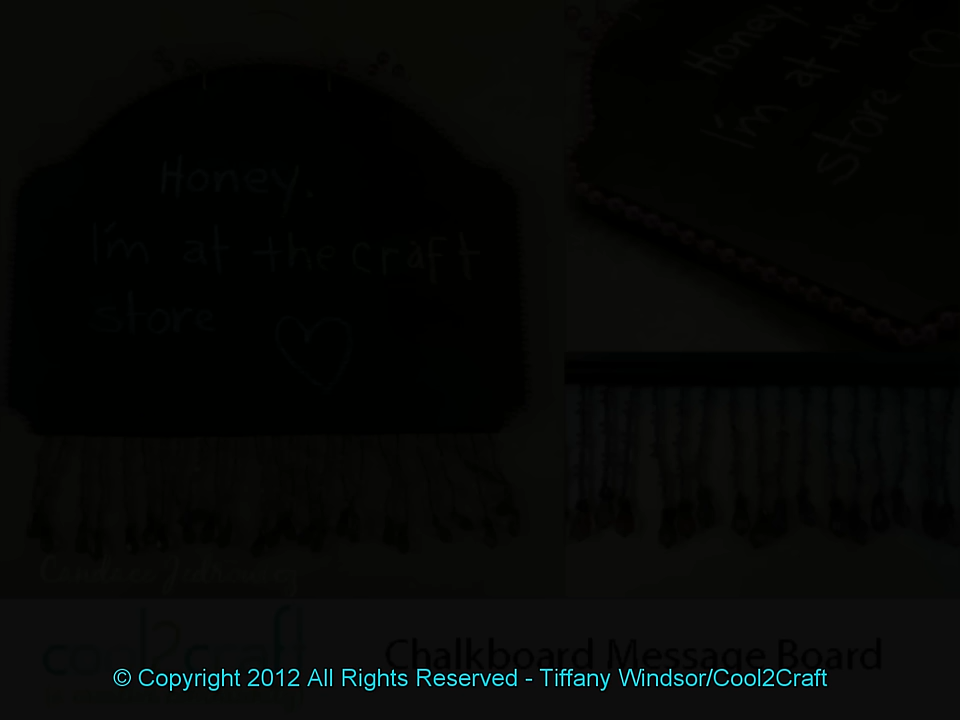 Honey,
I'm at the craft
store
Honey,
I'm at the c
store
cool2craft
Chalkboard Message Board
© Copyright 2012 All Rights Reserved - Tiffany Windsor/Cool2Craft